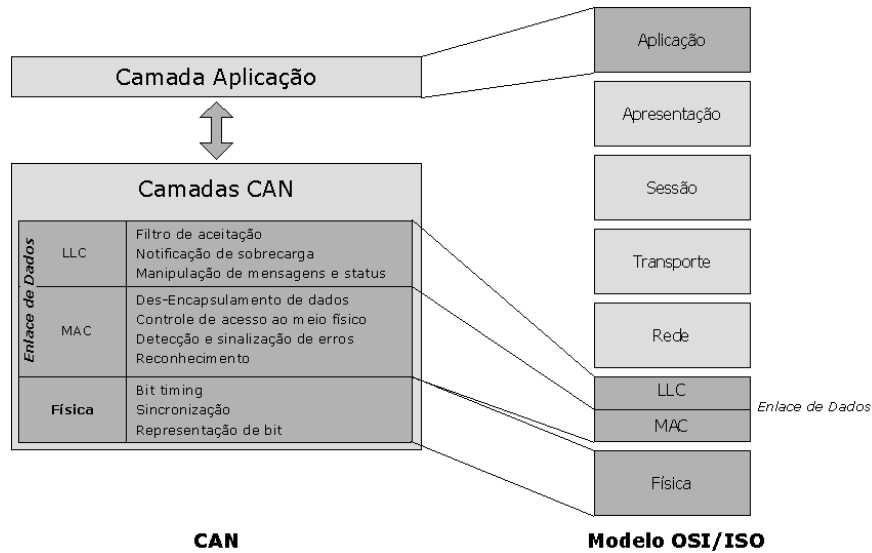 Camada Aplicação
Camadas CAN
Enlace de Dados
LLC
Filtro de aceitação
Notificação de sobrecarga
Manipulação de mensagens e status
MAC
Des-Encapsulamento de dados
Controle de acesso ao meio físico
Detecção e sinalização de erros
Reconhecimento
Física
Bit timing
Sincronização
Representação de bit
CAN
Aplicação
Apresentação
Sessão
Transporte
Rede
LLC
MAC
Enlace de Dados
Física
Modelo OSI/ISO